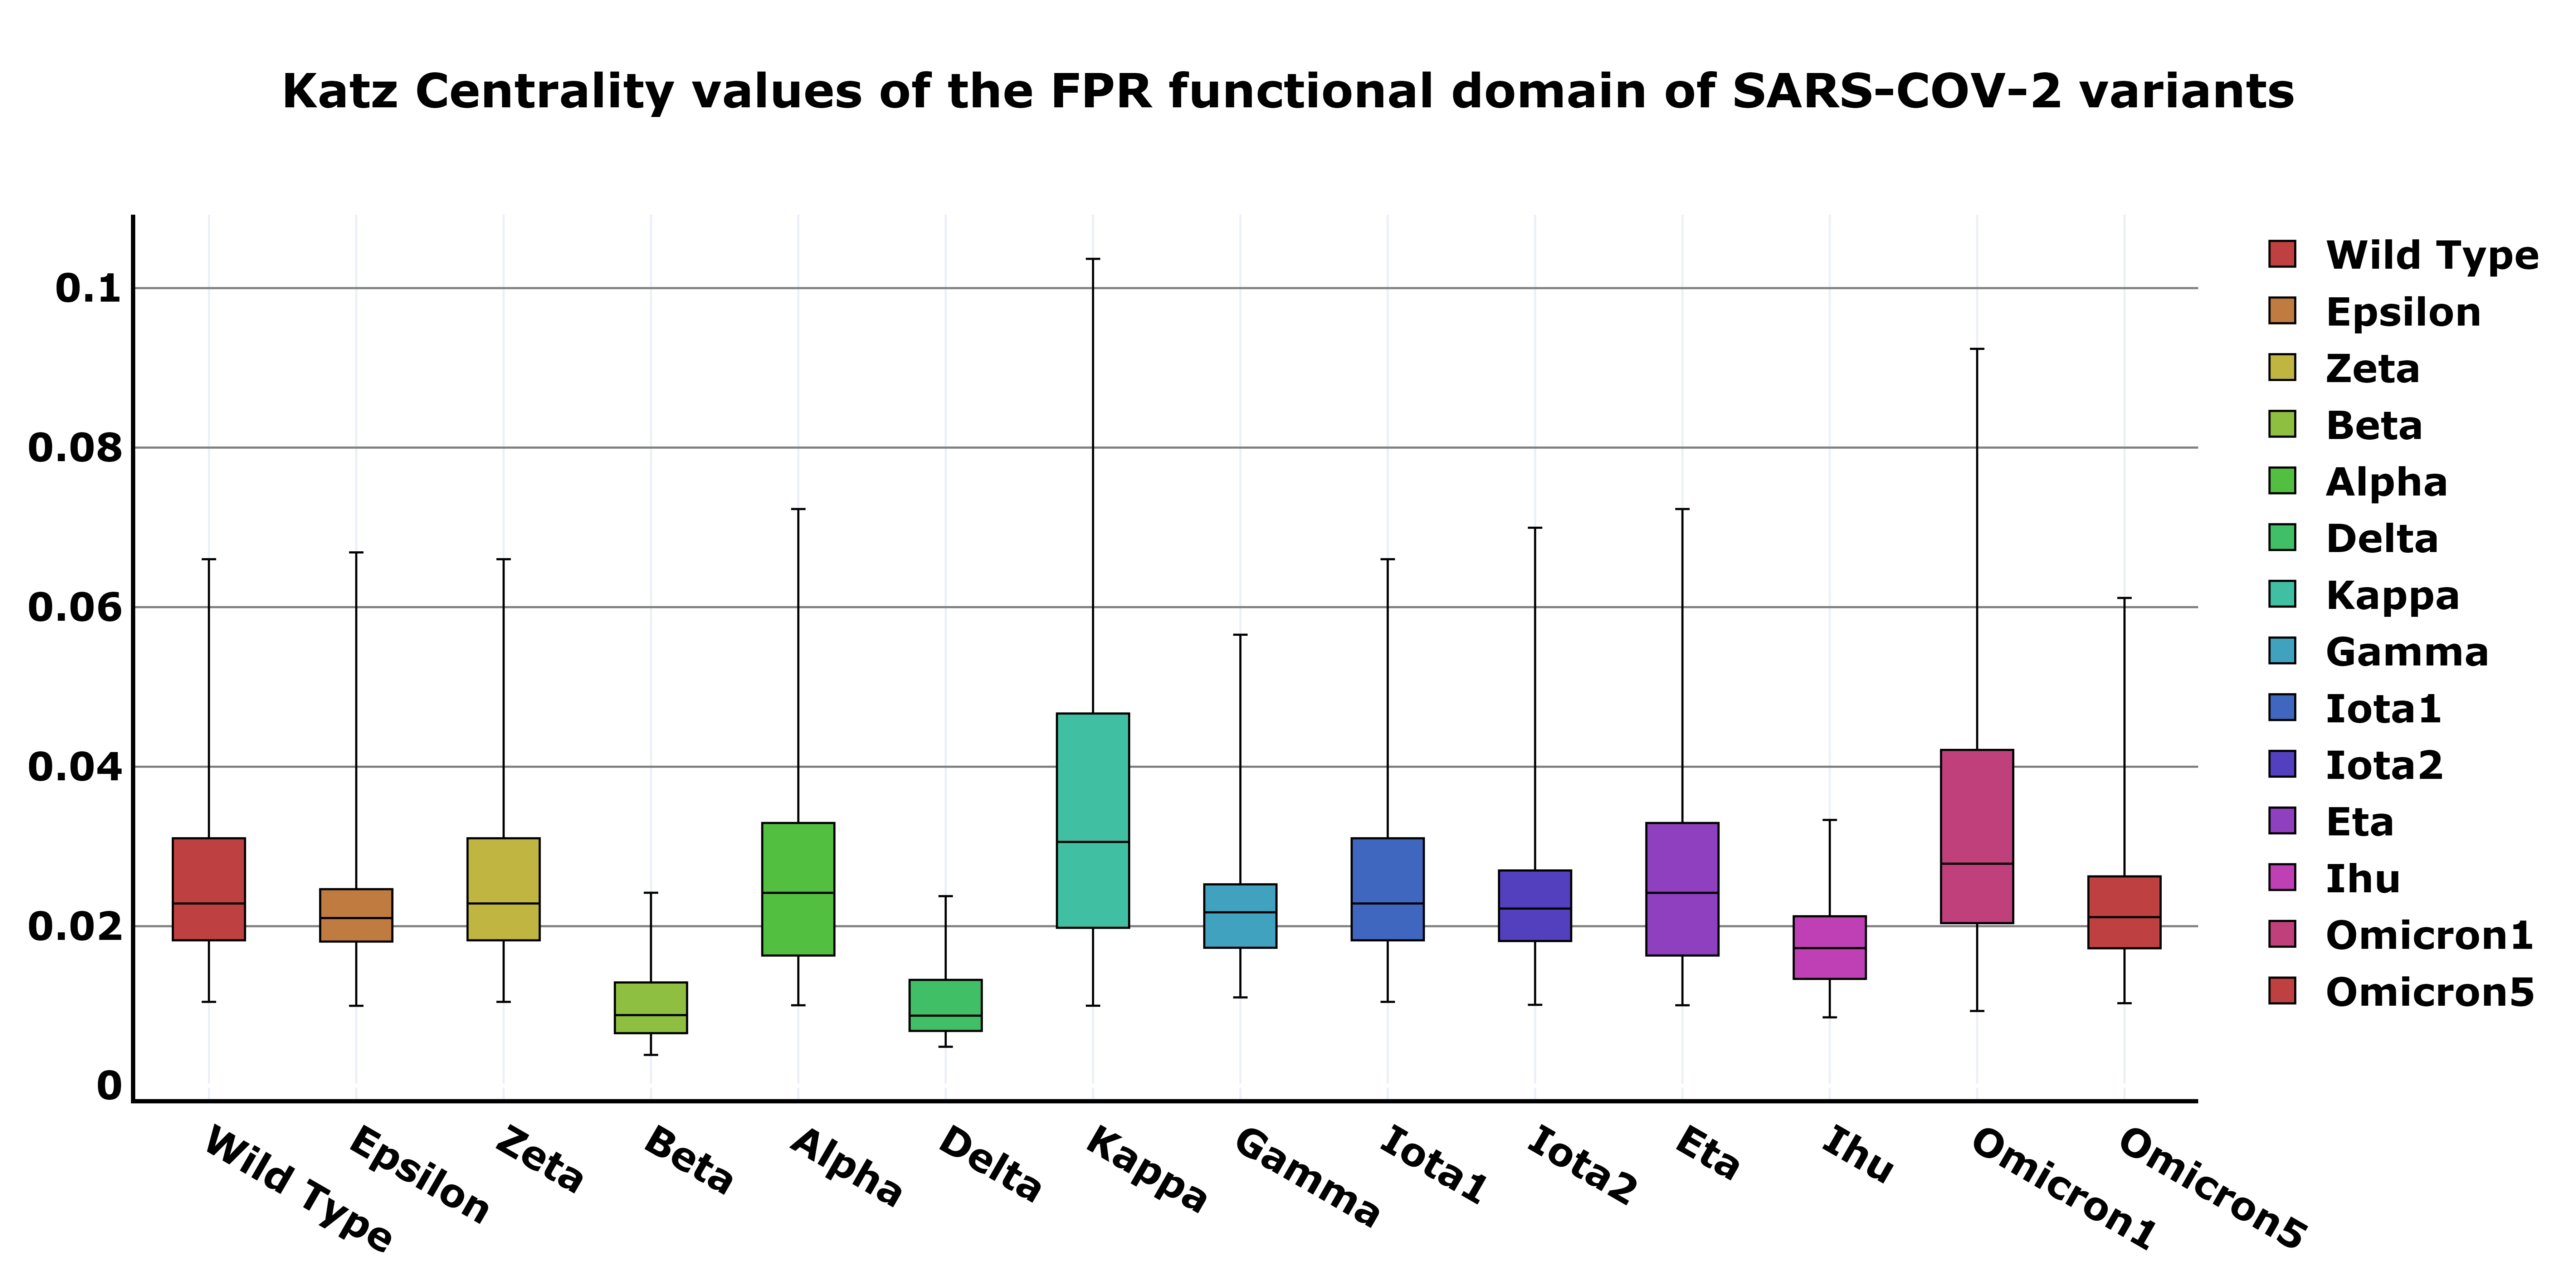 Katz Centrality values of the FPR functional domain of SARS-COV-2 variants
0.1
0.08
0.06
0.04
0.02
0
Wild Type
Epsilon
Zeta
Beta
Alpha
Delta
Kappa
Gamma
Iota1
Iota2
Eta
Ihu
Omicron1
Omicron5
Wild Type
Epsilon
Zeta
Beta
Alpha
Delta
Kappa
Gamma
Iota1
Iota2
Eta
Ihu
Omicron1
Omicron5